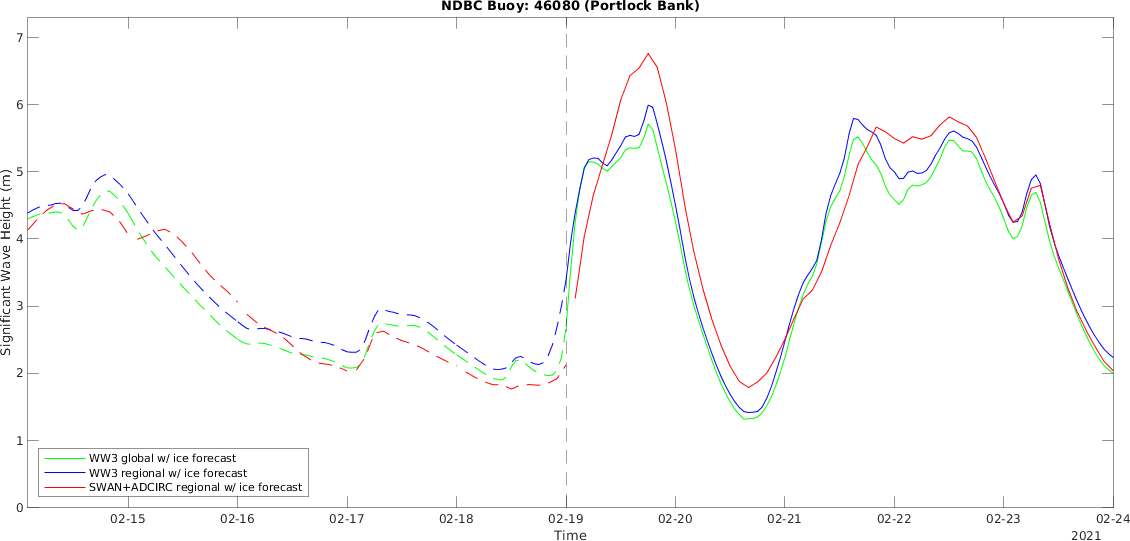 NDBC Buoy: 46080 (Portlock Bank)
Significant Wave Height (m)
7
6
5
4
3
2
1
0
WW3 global w/ ice forecast
WW3 regional w/ ice forecast
SWAN+ADCIRC regional w/ ice forecast
02-15 02-16 02-17 02-18 02-19 02-20 02-21 02-22 02-23 02-24
Time
2021